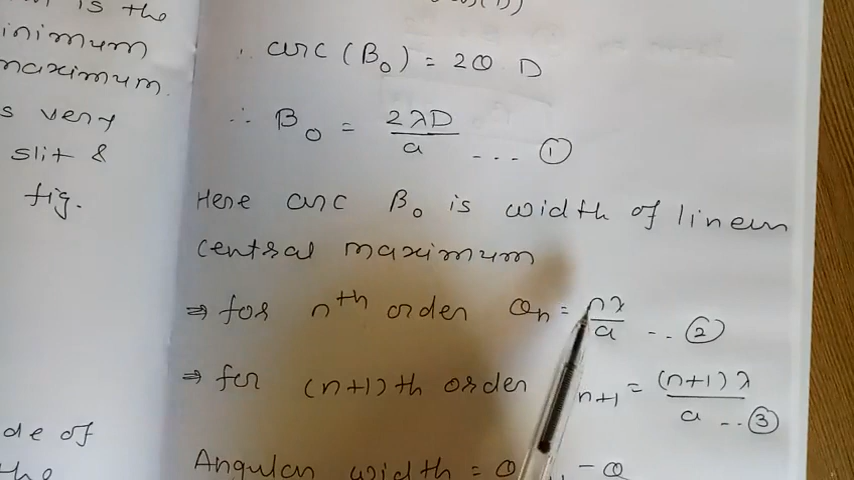 is the
inimum
maximum.
s very
slit &
fig.
de of
the
∴ arc (B₀) = 2θ D
∴ B₀ = 2λD/a --- ①
Here arc B₀ is width of linear
central maximum
⇒ for nth order θn = nλ/a -- ②
⇒ for (n+1)th order n+1 = (n+1)λ/a -- ③
Angular width = θ - θ